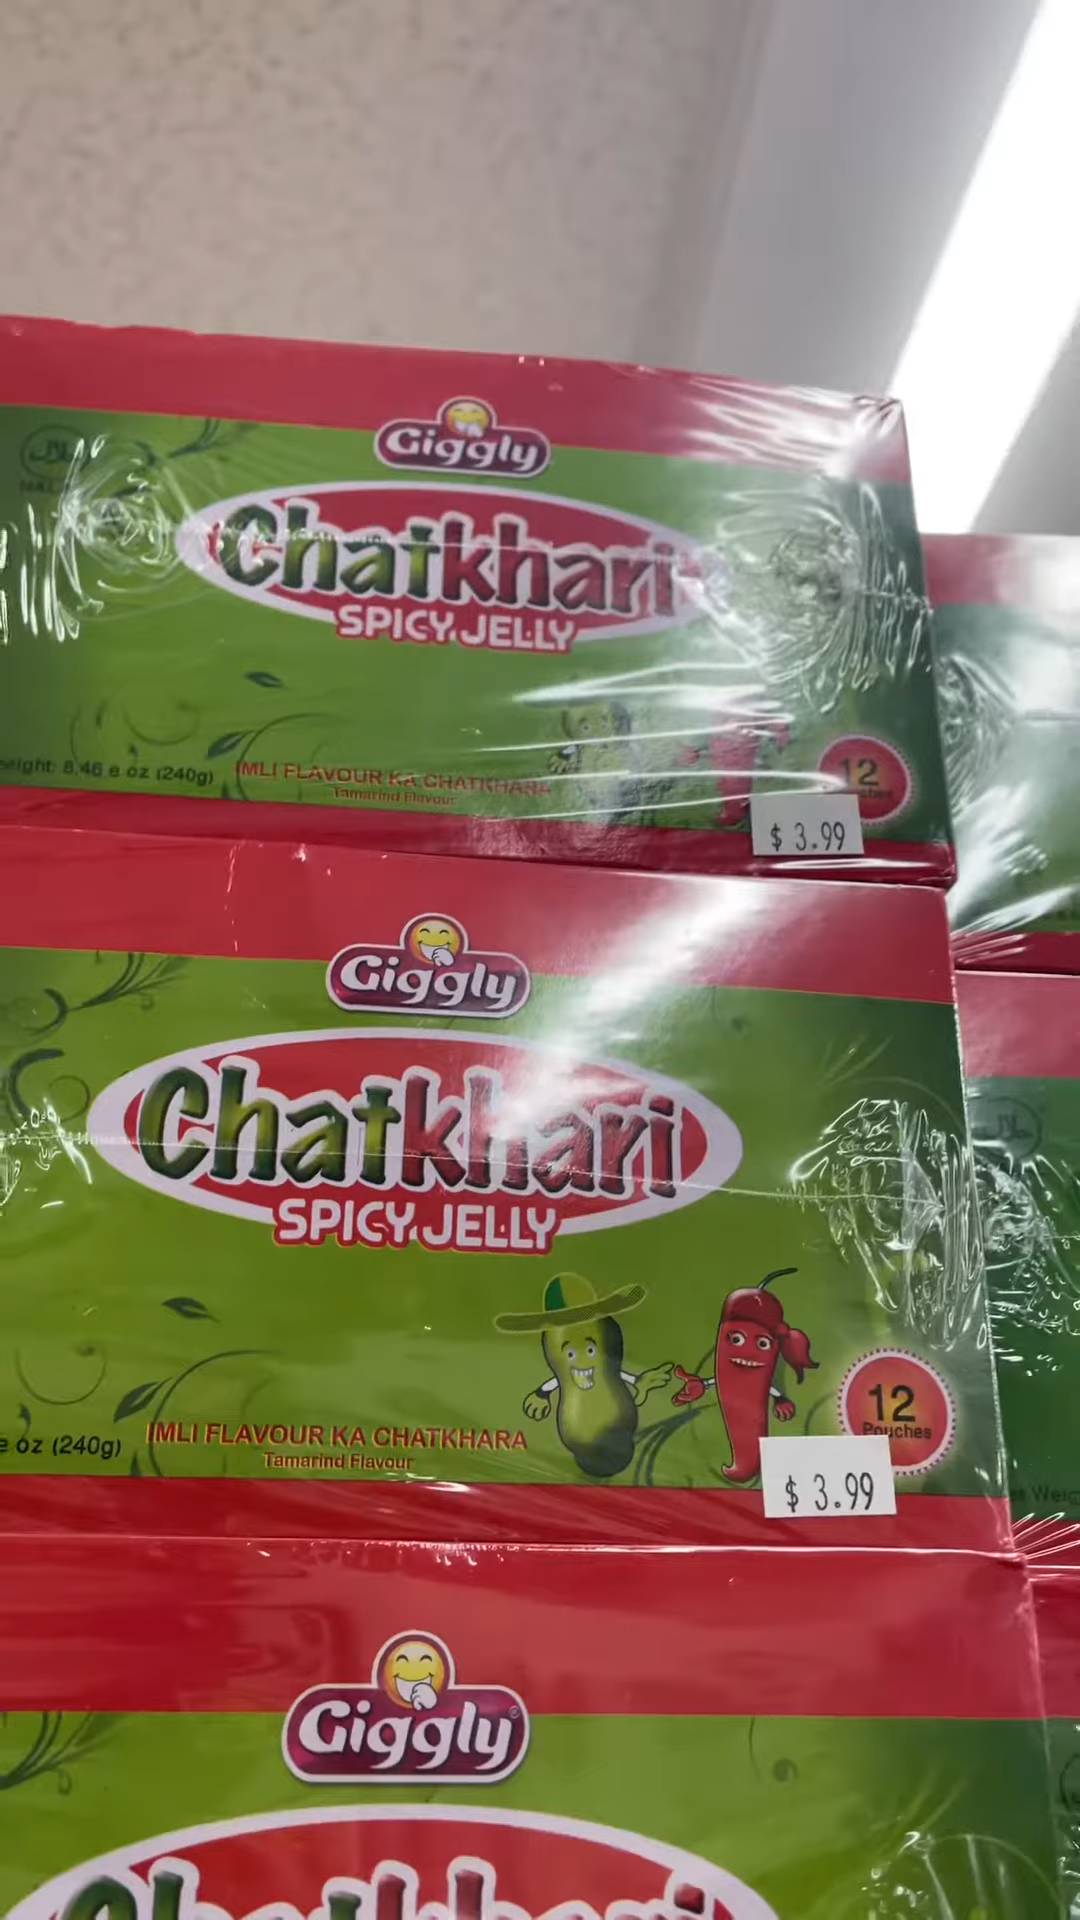 Giggly
Chatkhari
SPICY JELLY
8.46 e oz (240g)
IMLI FLAVOUR KA CHATKHARA
Tamarind Flavour
12
$ 3.99
Giggly
Chatkhari
SPICY JELLY
e oz (240g)
IMLI FLAVOUR KA CHATKHARA
Tamarind Flavour
12
Pouches
$ 3.99
Giggly
Chatkhari